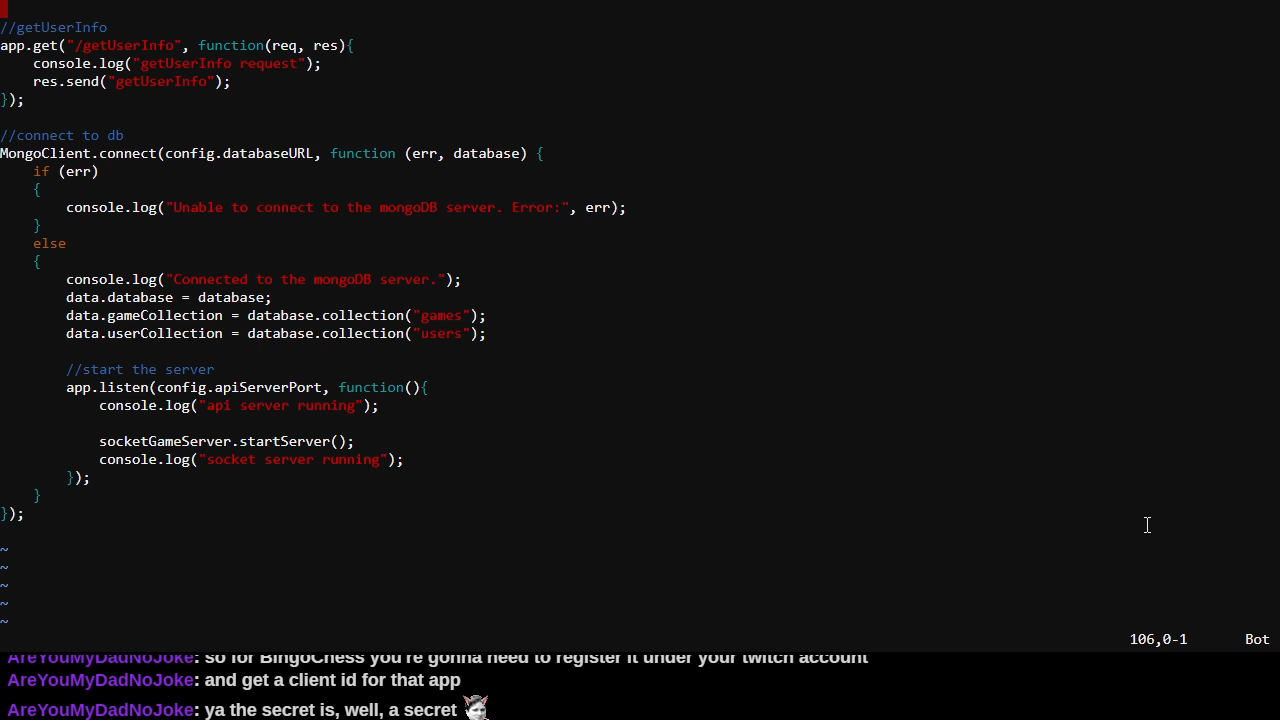 //getUserInfo
app.get("/getUserInfo", function(req, res){
    console.log("getUserInfo request");
    res.send("getUserInfo");
});
//connect to db
MongoClient.connect(config.databaseURL, function (err, database) {
    if (err)
    {
        console.log("Unable to connect to the mongoDB server. Error:", err);
    }
    else
    {
        console.log("Connected to the mongoDB server.");
        data.database = database;
        data.gameCollection = database.collection("games");
        data.userCollection = database.collection("users");
        //start the server
        app.listen(config.apiServerPort, function(){
            console.log("api server running");
            socketGameServer.startServer();
            console.log("socket server running");
        });
    }
});
~
~
~
~
~
106,0-1 Bot
AreYouMyDadNoJoke: so for BingoChess you're gonna need to register it under your twitch account
AreYouMyDadNoJoke: and get a client id for that app
AreYouMyDadNoJoke: ya the secret is, well, a secret